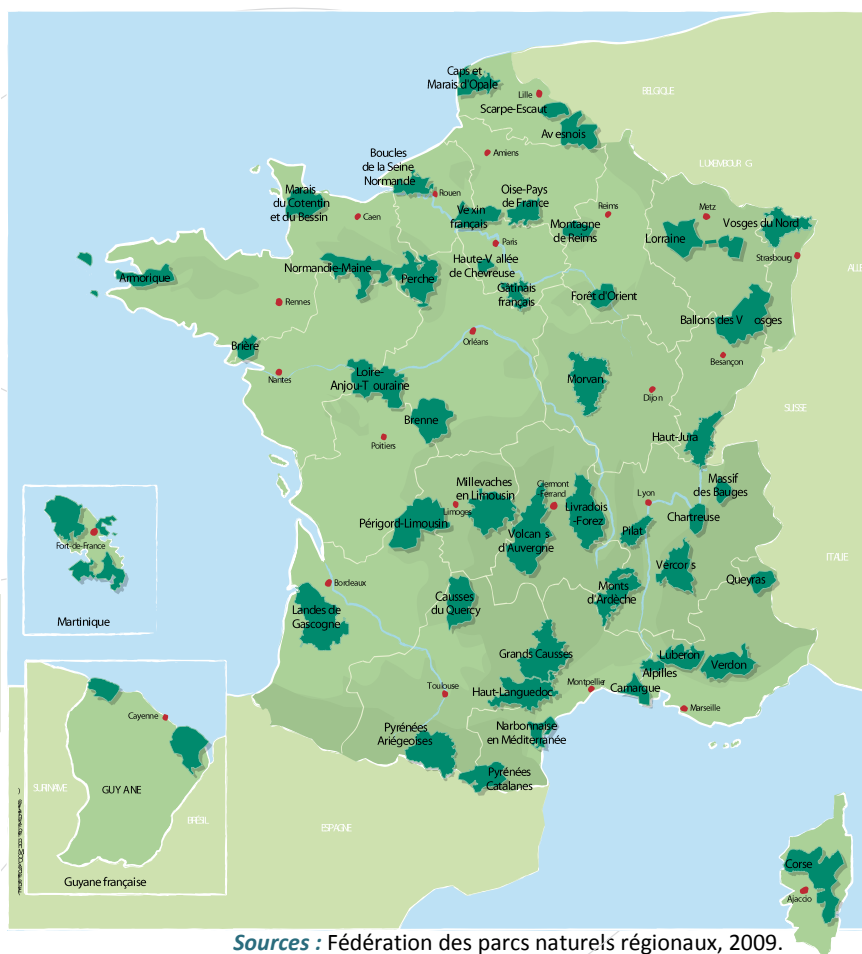 Caps et
Marais d'Opale
Lille
BELGIQUE
Scarpe-Escaut
Avesnois
LUXEMBOURG
Boucles
de la Seine
Normande
Amiens
Rouen
Oise-Pays
de France
Marais
du Cotentin
et du Bessin
Caen
Vexin
français
Reims
Montagne
de Reims
Metz
Lorraine
Vosges du Nord
Paris
Strasbourg
Armorique
Normandie-Maine
Perche
Haute-Vallée
de Chevreuse
Gâtinais
français
Forêt d'Orient
ALLE
Rennes
Ballons des Vosges
Orléans
Brière
Besançon
Nantes
Loire-
Anjou-Touraine
Morvan
Dijon
SUISSE
Brenne
Poitiers
Haut-Jura
Millevaches
en Limousin
Clermont
Ferrand
Lyon
Massif
des Bauges
Limoges
Périgord-Limousin
Livradois
-Forez
Chartreuse
Volcans
d'Auvergne
Pilat
Fort-de-France
Martinique
Vercors
ITALIE
Queyras
Bordeaux
Landes de
Gascogne
Causses
du Quercy
Monts
d'Ardèche
Grands Causses
Luberon
Verdon
Alpilles
Toulouse
Haut-Languedoc
Montpellier
Camargue
Marseille
Cayenne
Pyrénées
Ariégeoises
Narbonnaise
en Méditerranée
Pyrénées
Catalanes
SURINAVE
GUYANE
BRÉSIL
ESPAGNE
Guyane française
Corse
Ajaccio
Sources : Fédération des parcs naturels régionaux, 2009.